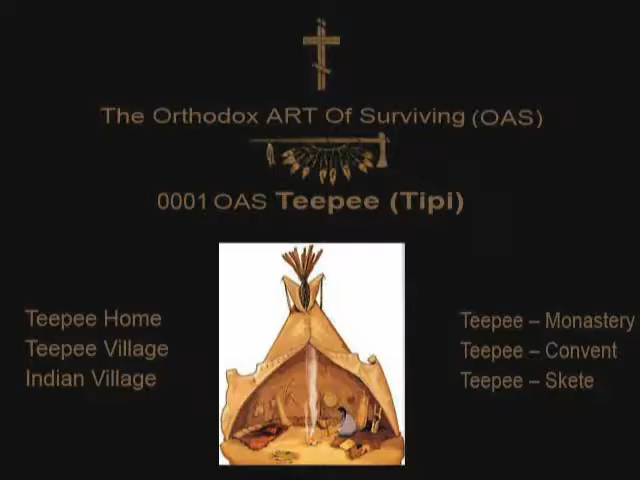 The Orthodox ART Of Surviving (OAS)
0001 OAS Teepee (Tipi)
Teepee Home
Teepee Village
Indian Village
Teepee – Monastery
Teepee – Convent
Teepee – Skete